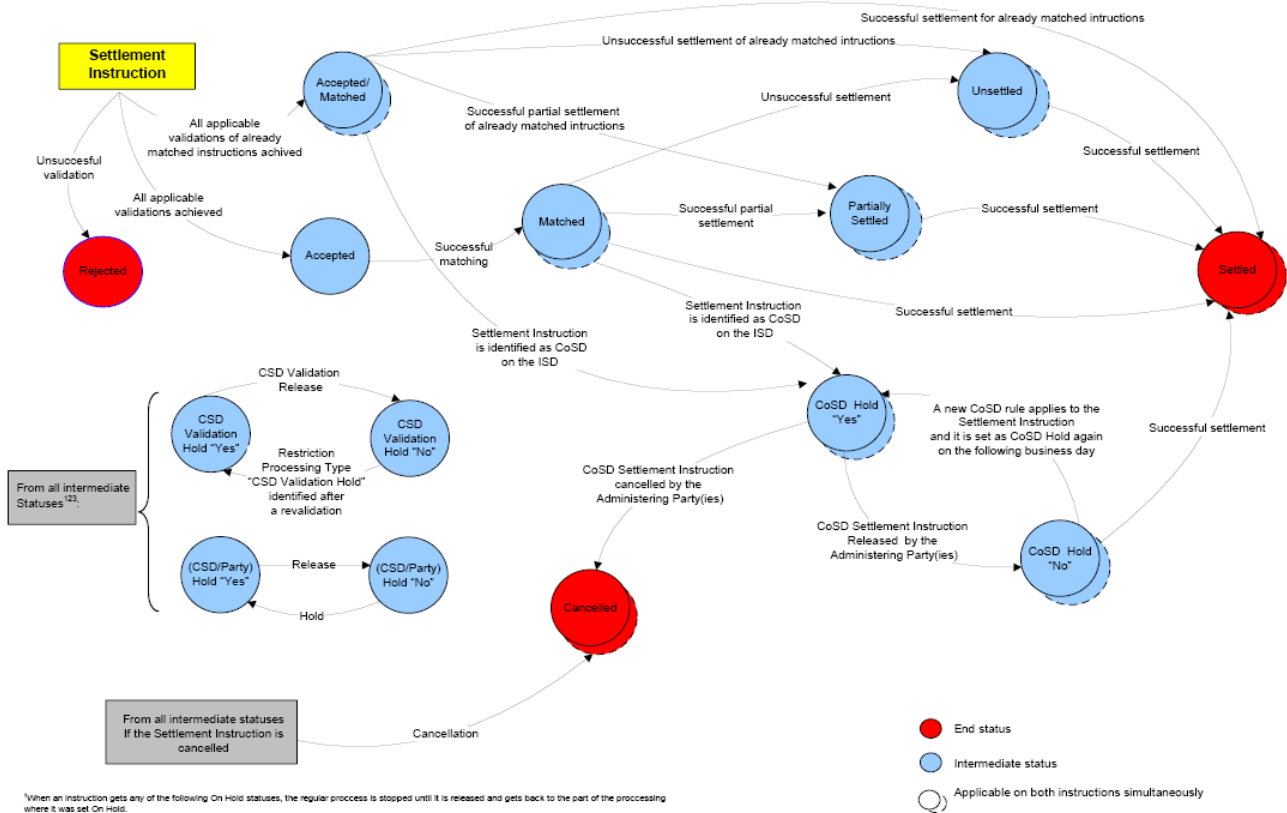 Settlement
Instruction
Successful settlement for already matched intructions
Unsuccessful settlement of already matched intructions
Accepted/
Matched
Unsettled
Unsuccessful settlement
All applicable
validations of already
matched instructions achived
Successful partial settlement
of already matched intructions
Successful settlement
Unsuccesful
validation
All applicable
validations achieved
Matched
Successful partial
settlement
Partially
Settled
Successful settlement
Rejected
Accepted
Successful
matching
Settled
Settlement Instruction
is identified as CoSD
on the ISD
Settlement Instruction
is identified as CoSD
on the ISD
Successful settlement
CSD Validation
Release
CSD
Validation
Hold "Yes"
CSD
Validation
Hold "No"
Restriction
Processing Type
"CSD Validation Hold"
identified after
a revalidation
CoSD Hold
"Yes"
A new CoSD rule applies to the
Settlement Instruction
and it is set as CoSD Hold again
on the following business day
Successful settlement
From all intermediate
Statuses¹²³:
CoSD Settlement Instruction
cancelled by the
Administering Party(ies)
CoSD Settlement Instruction
Released by the
Administering Party(ies)
CoSD Hold
"No"
(CSD/Party)
Hold "Yes"
Release
(CSD/Party)
Hold "No"
Hold
Cancelled
From all intermediate statuses
If the Settlement Instruction is
cancelled
Cancellation
End status
Intermediate status
Applicable on both instructions simultaneously
¹When an instruction gets any of the following On Hold statuses, the regular proccess is stopped until it is released and gets back to the part of the proccessing
where it was set On Hold.